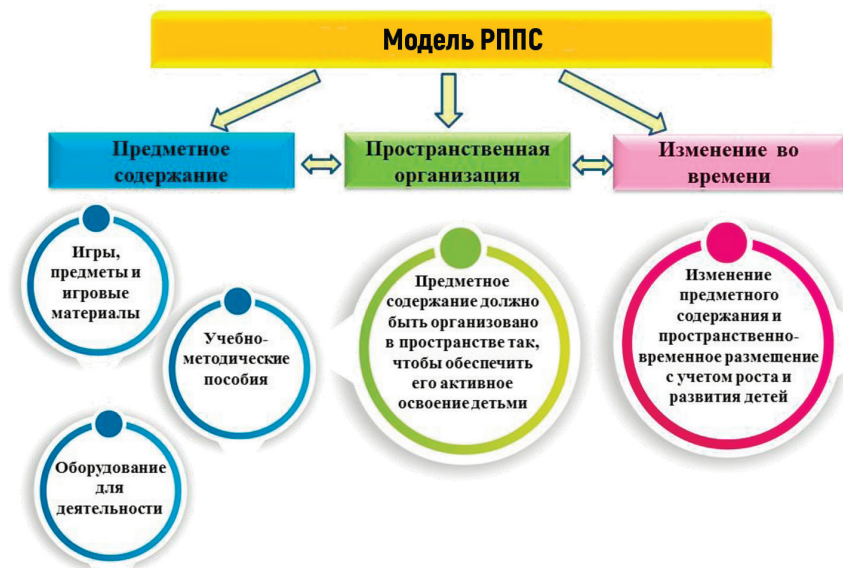 Модель РППС
Предметное
содержание
Пространственная
организация
Изменение во
времени
Игры,
предметы и
игровые
материалы
Учебно-
методические
пособия
Оборудование
для
деятельности
Предметное
содержание должно
быть организовано
в пространстве так,
чтобы обеспечить
его активное
освоение детьми
Изменение
предметного
содержания и
пространственно-
временное размещение
с учетом роста и
развития детей